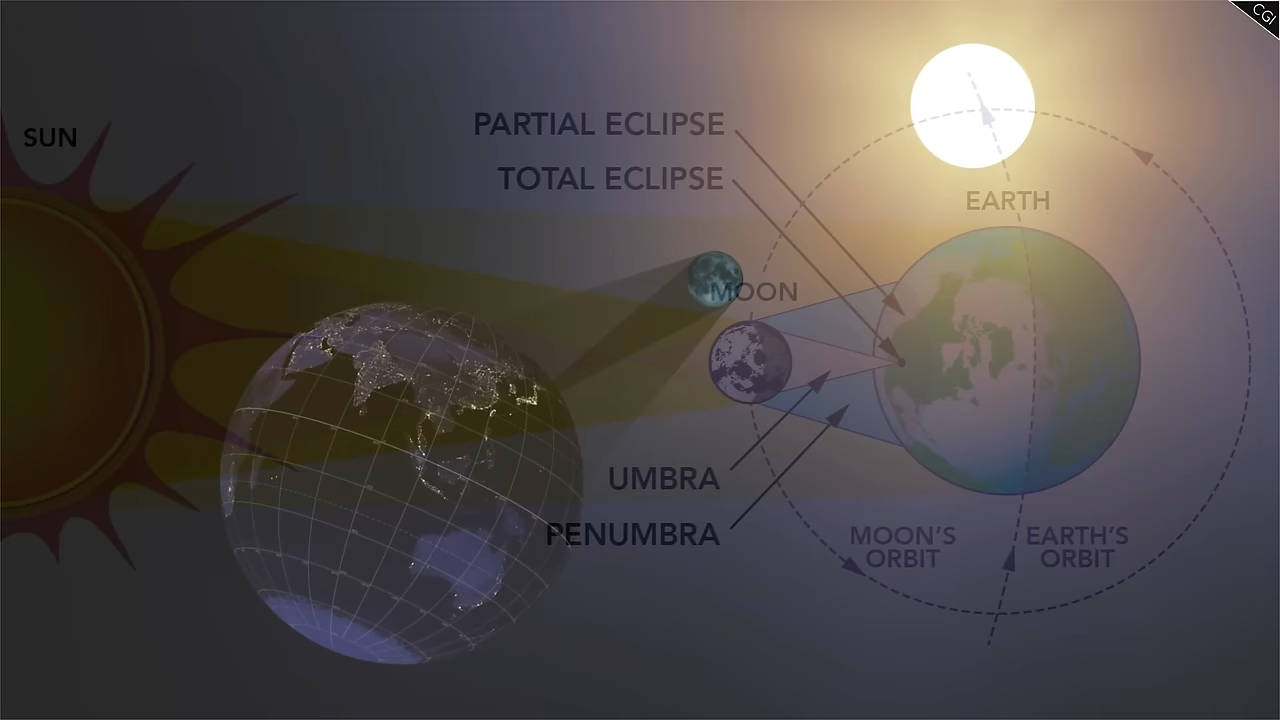 CGI
SUN
PARTIAL ECLIPSE
TOTAL ECLIPSE
EARTH
MOON
UMBRA
PENUMBRA
MOON'S
ORBIT
EARTH'S
ORBIT